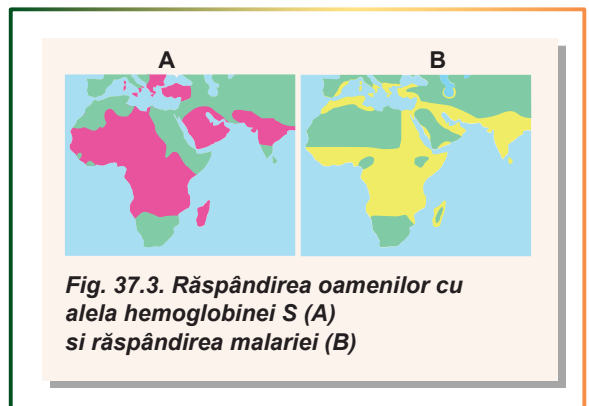 A B
Fig. 37.3. Răspândirea oamenilor cu
alela hemoglobinei S (A)
si răspândirea malariei (B)